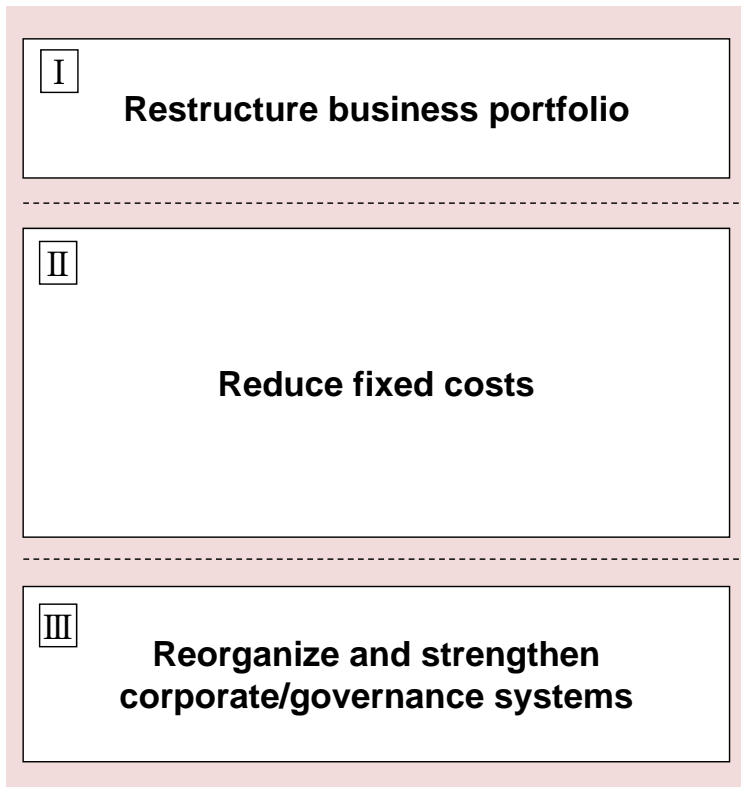 Ⅰ
Restructure business portfolio
Ⅱ
Reduce fixed costs
Ⅲ
Reorganize and strengthen
corporate/governance systems